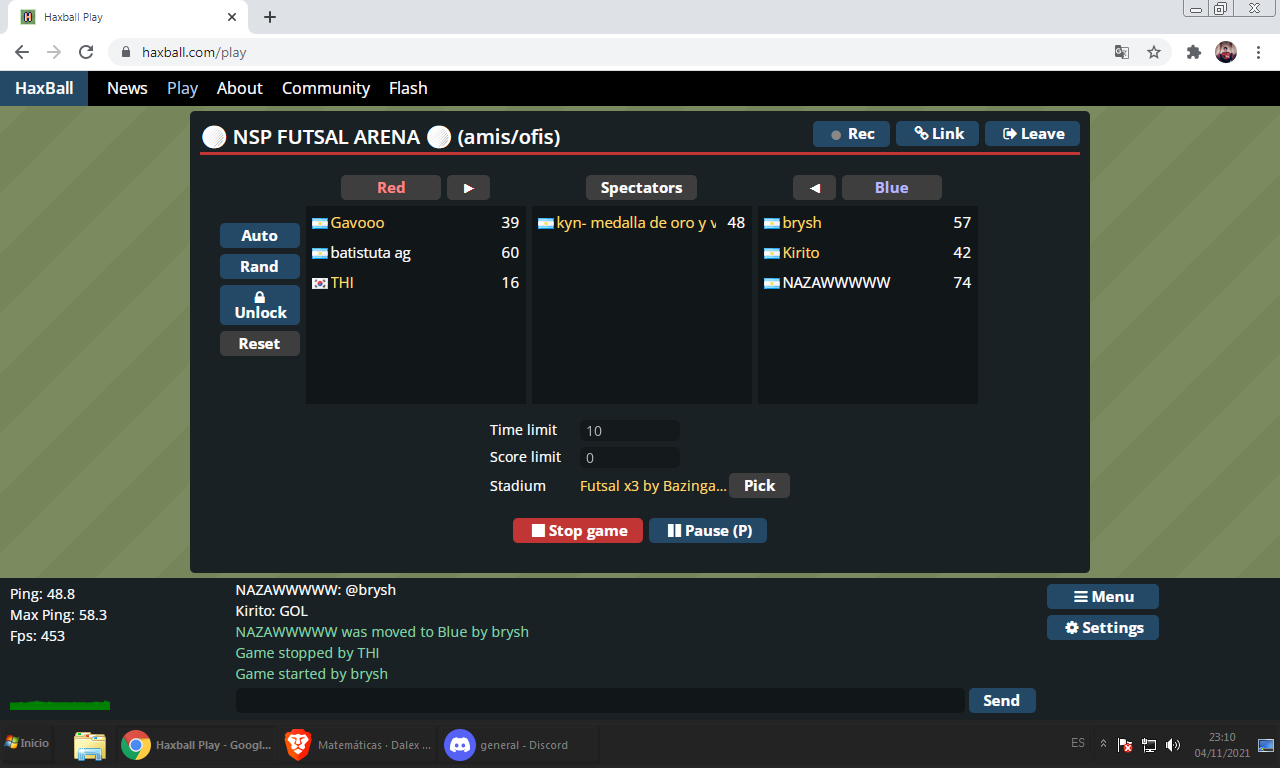 Haxball Play
haxball.com/play
HaxBall News Play About Community Flash
NSP FUTSAL ARENA (amis/ofis)
Rec Link Leave
Red Spectators Blue
Auto
Rand
Unlock
Reset
Gavooo 39
batistuta ag 60
THI 16
kyn- medalla de oro y v 48
brysh 57
Kirito 42
NAZAWWWWW 74
Time limit 10
Score limit 0
Stadium Futsal x3 by Bazinga... Pick
Stop game Pause (P)
Ping: 48.8
Max Ping: 58.3
Fps: 453
NAZAWWWWW: @brysh
Kirito: GOL
NAZAWWWWW was moved to Blue by brysh
Game stopped by THI
Game started by brysh
Send
Menu
Settings
Inicio
Haxball Play - Googl...
Matemáticas · Dalex ...
general - Discord
ES
23:10
04/11/2021